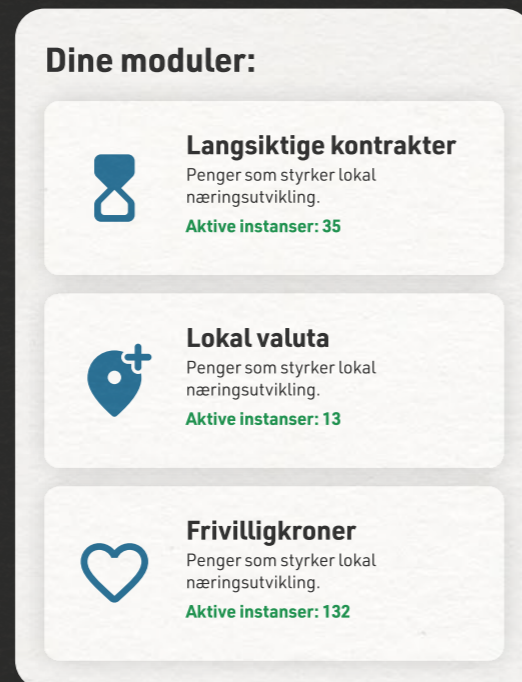 Dine moduler:
Langsiktige kontrakter
Penger som styrker lokal
næringsutvikling.
Aktive instanser: 35
Lokal valuta
Penger som styrker lokal
næringsutvikling.
Aktive instanser: 13
Frivilligkroner
Penger som styrker lokal
næringsutvikling.
Aktive instanser: 132